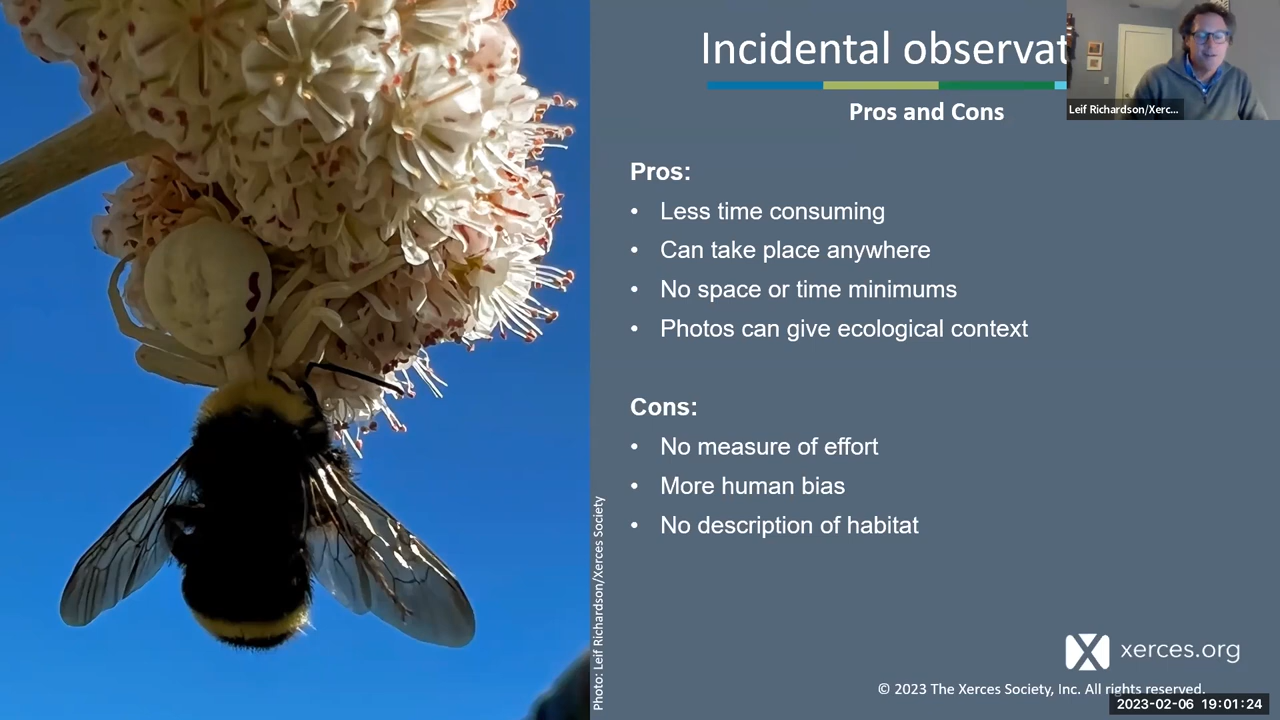 Incidental observat
Leif Richardson/Xerc...
Pros and Cons
Pros:
• Less time consuming
• Can take place anywhere
• No space or time minimums
• Photos can give ecological context
Cons:
• No measure of effort
• More human bias
• No description of habitat
Photo: Leif Richardson/Xerces Society
xerces.org
© 2023 The Xerces Society, Inc. All rights reserved.
2023-02-06 19:01:24